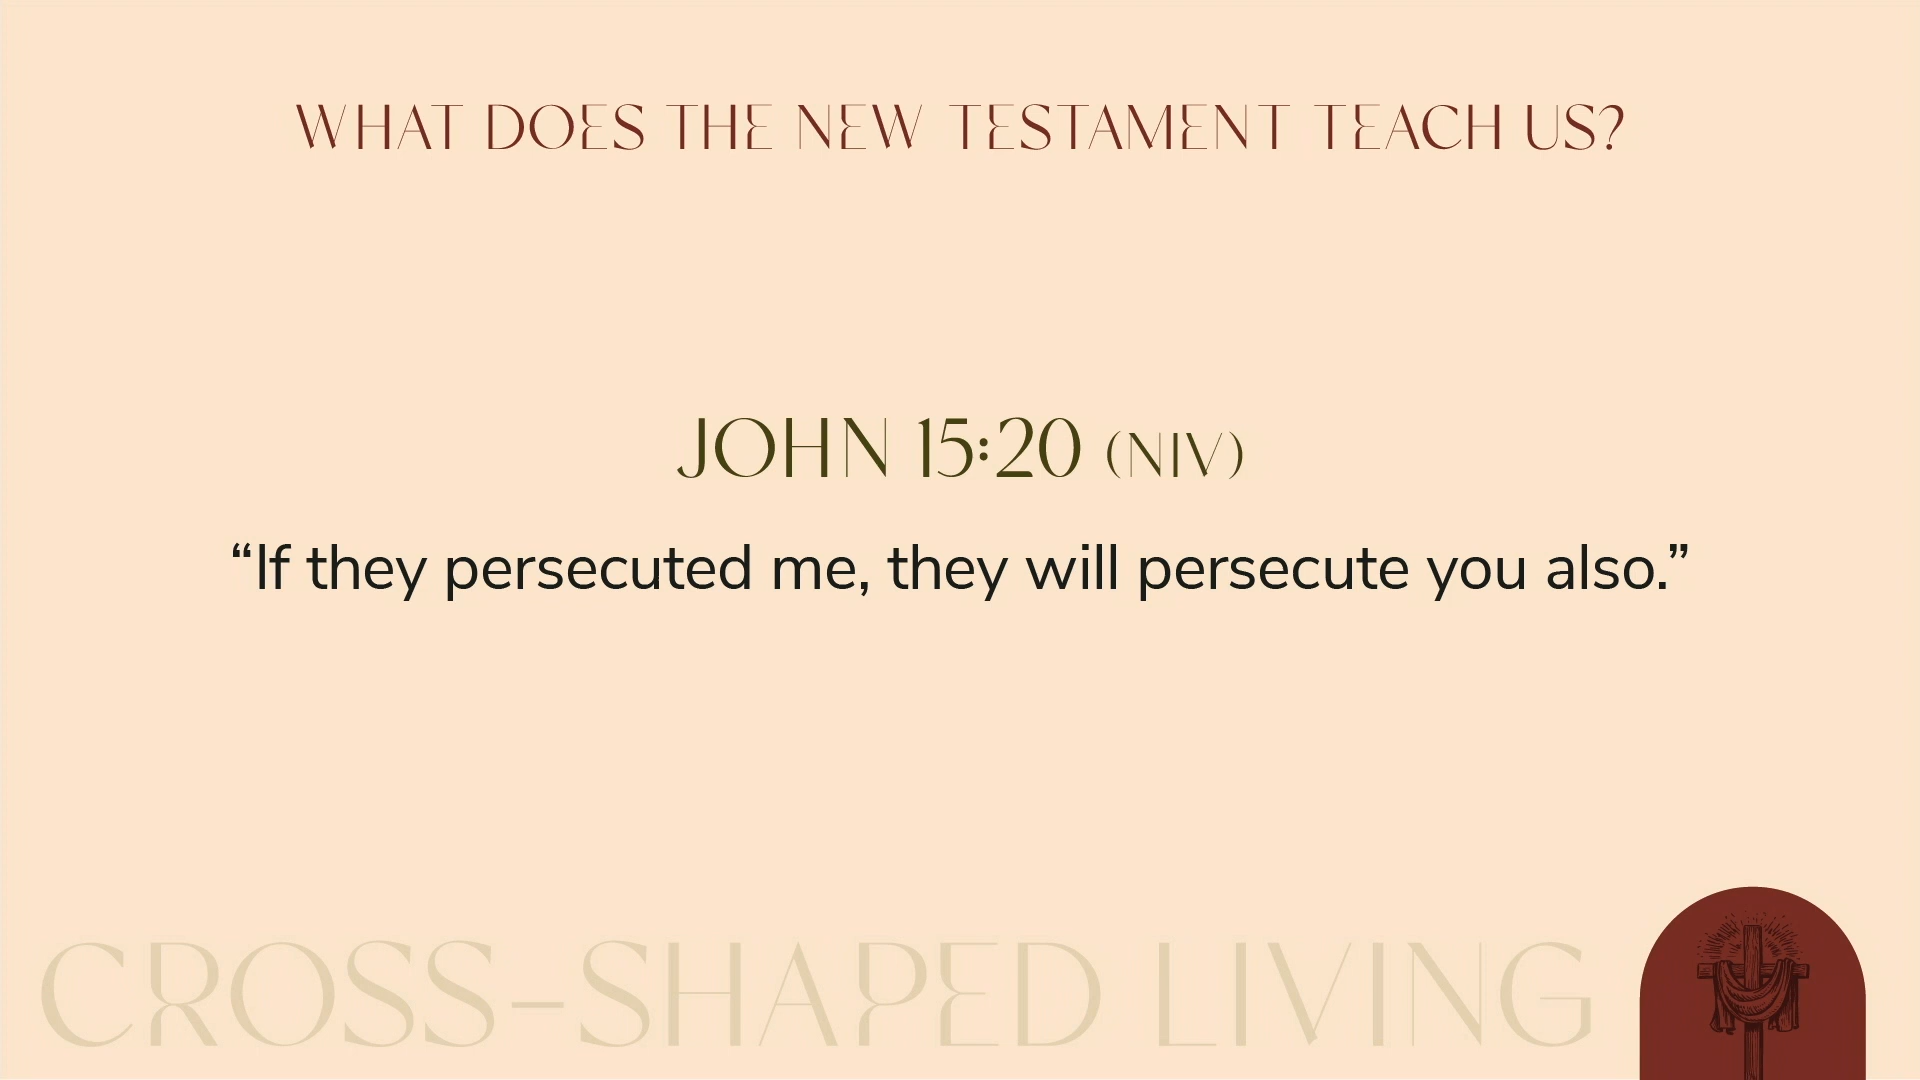 WHAT DOES THE NEW TESTAMENT TEACH US?
JOHN 15:20 (NIV)
“If they persecuted me, they will persecute you also.”
CROSS-SHAPED LIVING